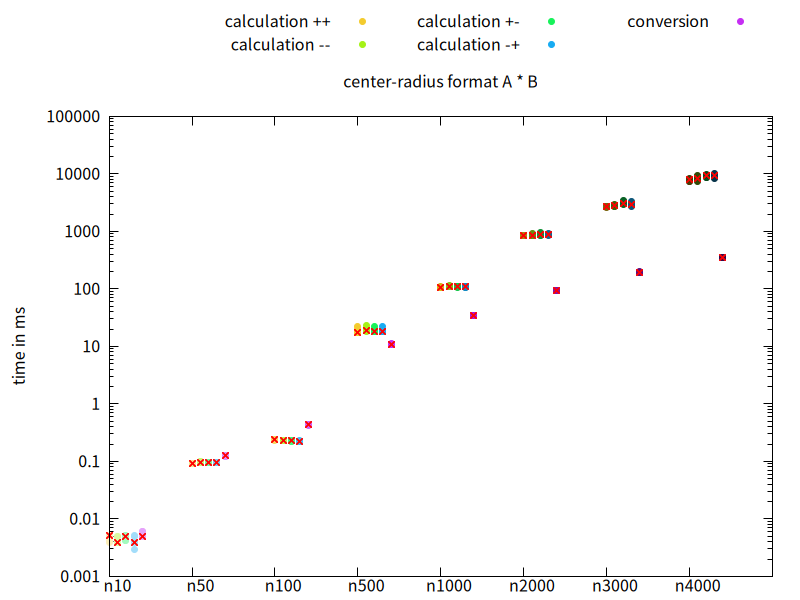 calculation ++ calculation +- conversion
calculation -- calculation -+
center-radius format A * B
100000
10000
1000
100
10
1
0.1
0.01
0.001
time in ms
n10 n50 n100 n500 n1000 n2000 n3000 n4000